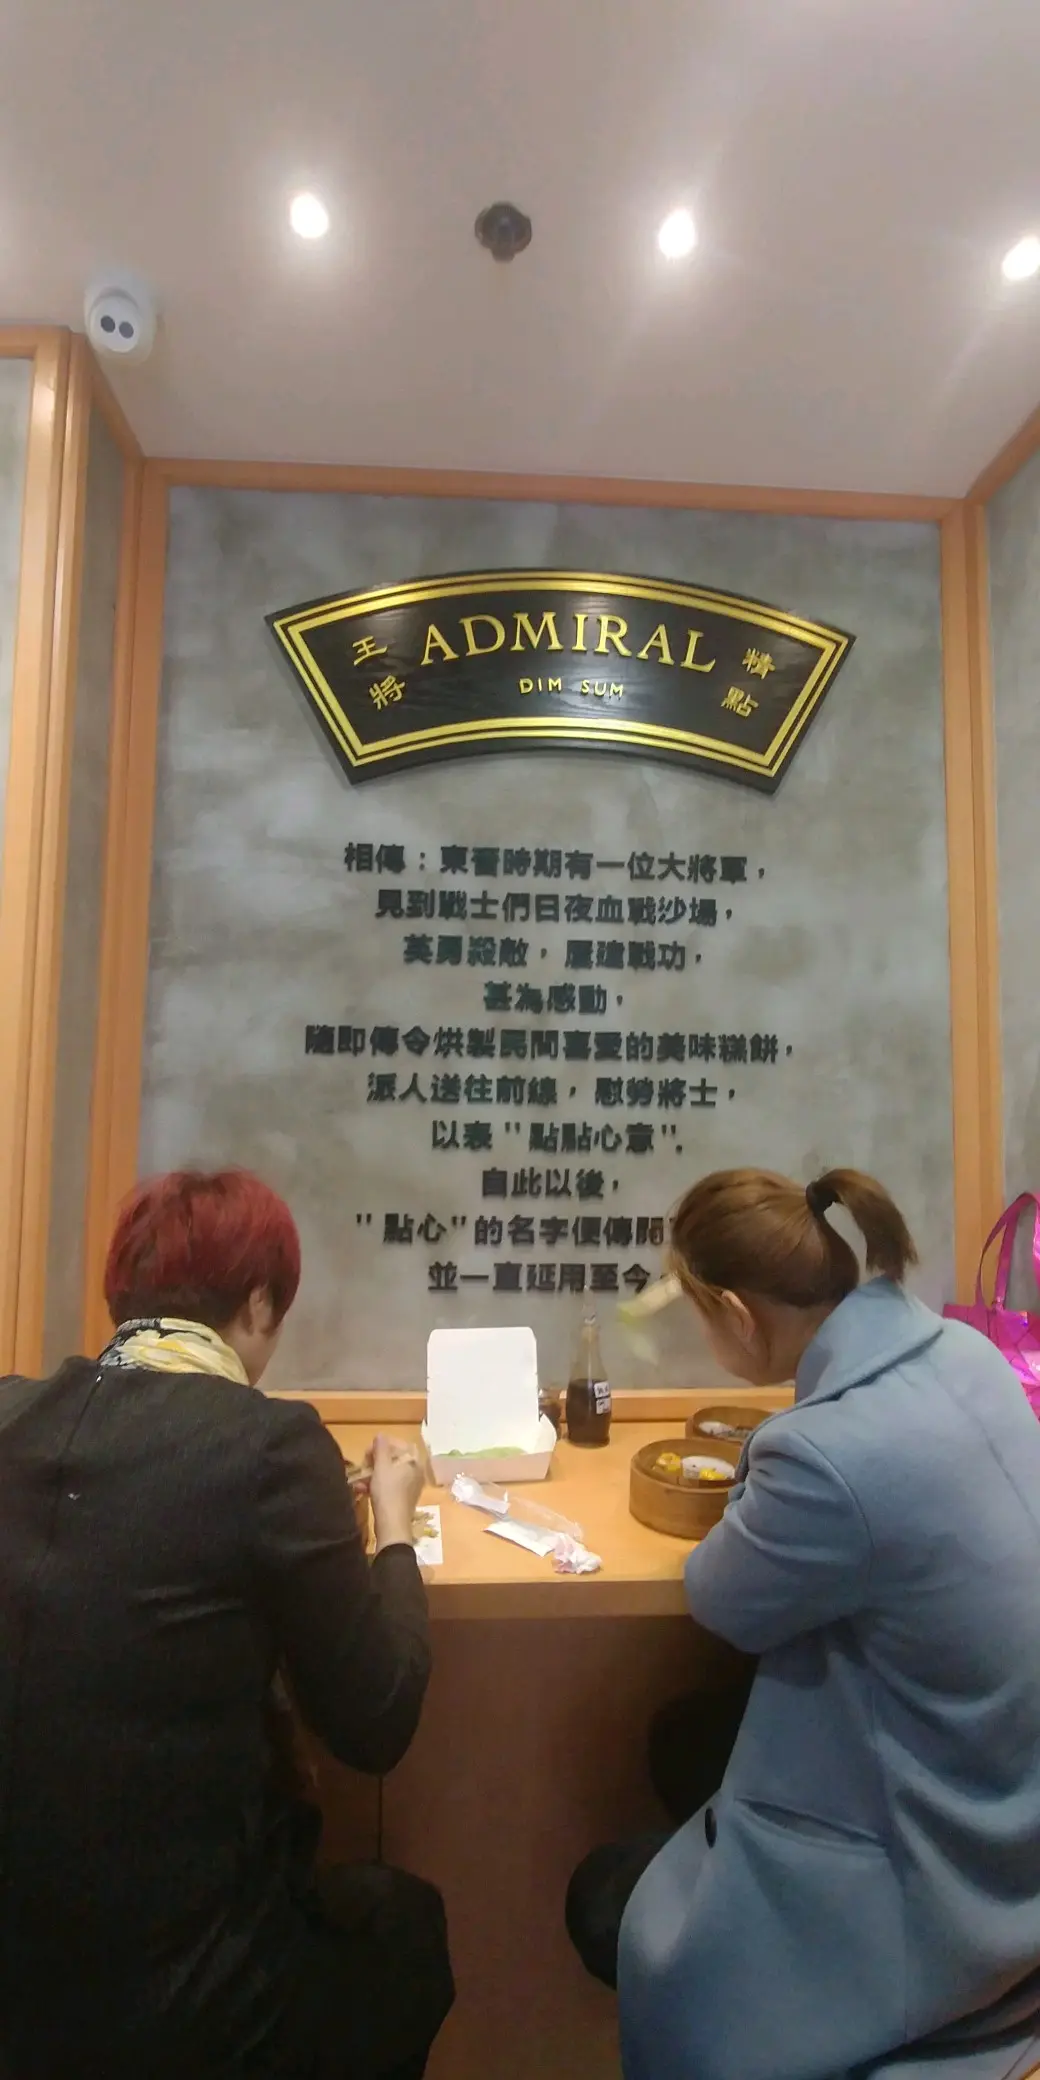 王將 ADMIRAL 精點
DIM SUM
相傳：東晉時期有一位大將軍，
見到戰士們日夜血戰沙場，
英勇殺敵，屢建戰功，
甚為感動，
隨即傳令烘製民間喜愛的美味糕餅，
派人送往前線，慰勞將士，
以表"點點心意"．
自此以後，
"點心"的名字便傳開
並一直延用至今